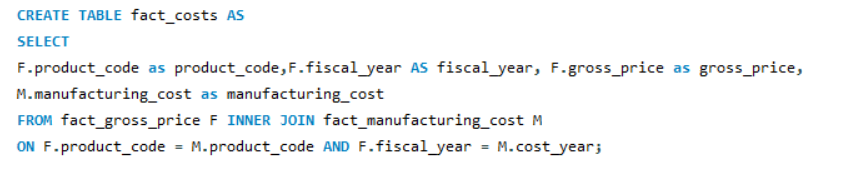 CREATE TABLE fact_costs AS
SELECT
F.product_code as product_code,F.fiscal_year AS fiscal_year, F.gross_price as gross_price,
M.manufacturing_cost as manufacturing_cost
FROM fact_gross_price F INNER JOIN fact_manufacturing_cost M
ON F.product_code = M.product_code AND F.fiscal_year = M.cost_year;